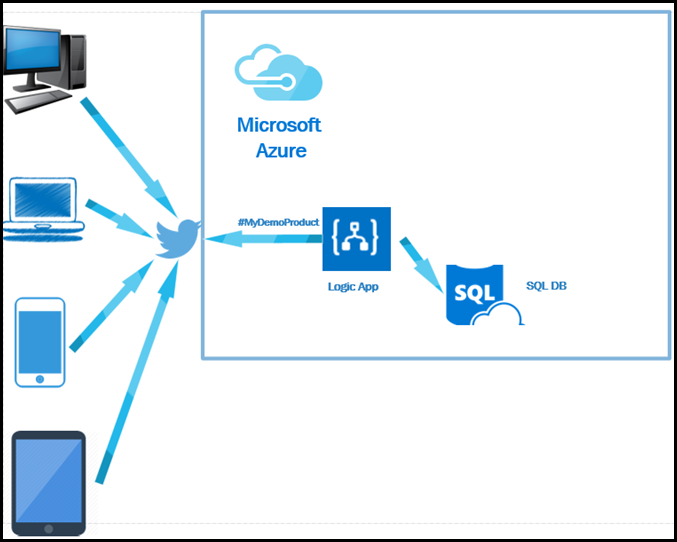 Microsoft
Azure
#MyDemoProduct
Logic App
SQL
SQL DB